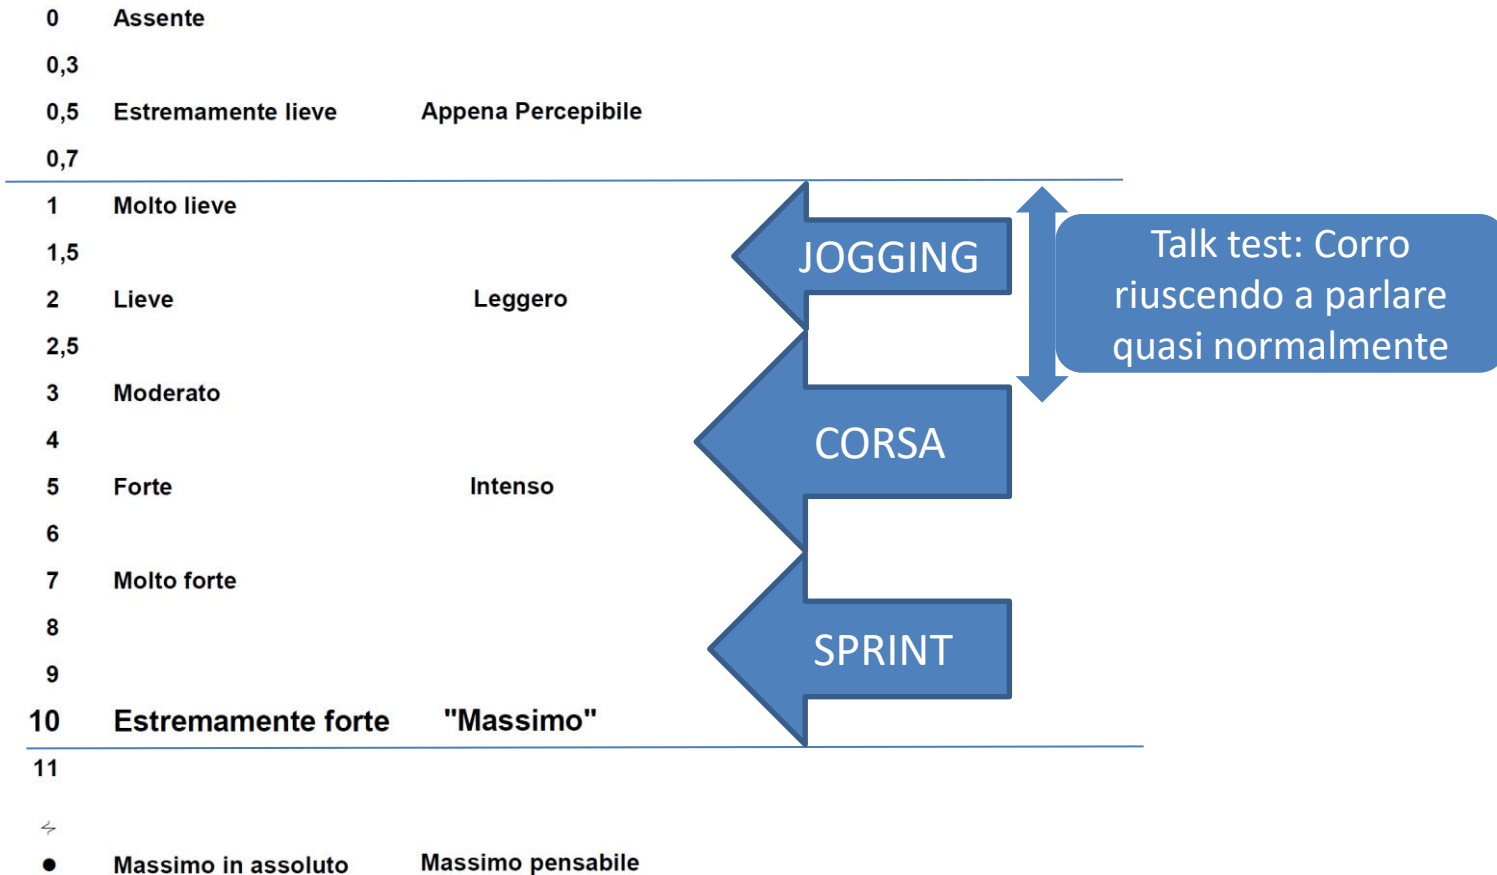 0 Assente
0,3
0,5 Estremamente lieve Appena Percepibile
0,7
1 Molto lieve
1,5
2 Lieve Leggero
2,5
3 Moderato
4
5 Forte Intenso
6
7 Molto forte
8
9
10 Estremamente forte "Massimo"
11
● Massimo in assoluto Massimo pensabile
JOGGING
CORSA
SPRINT
Talk test: Corro
riuscendo a parlare
quasi normalmente